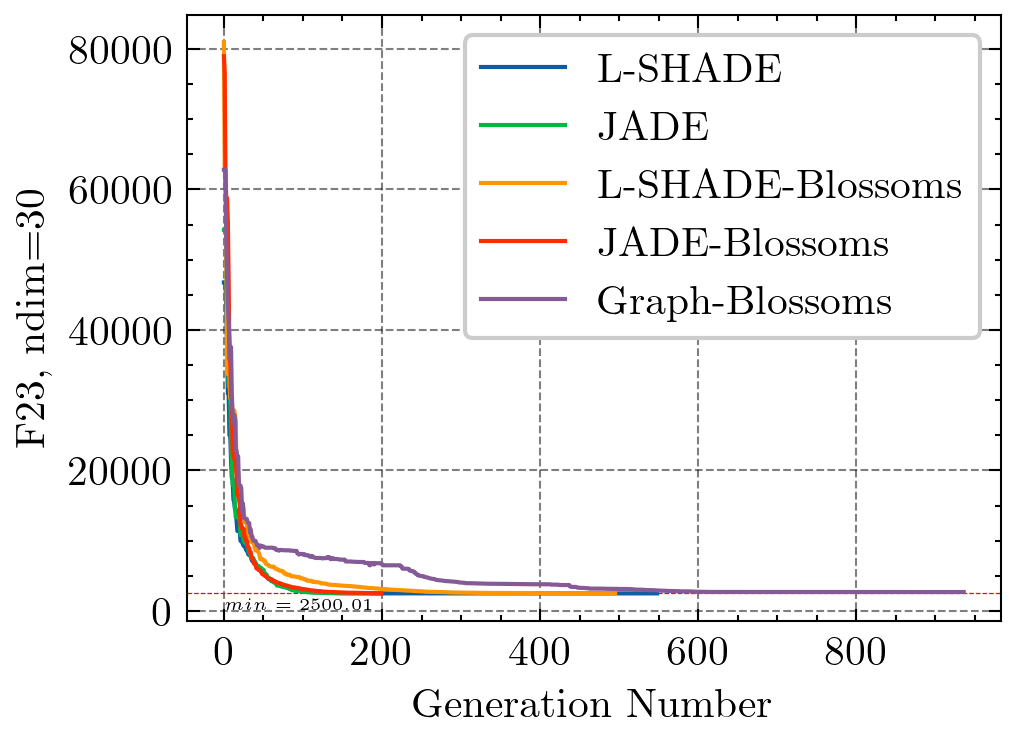 80000
60000
40000
20000
0
F23, ndim=30
L-SHADE
JADE
L-SHADE-Blossoms
JADE-Blossoms
Graph-Blossoms
min = 2500.01
0 200 400 600 800
Generation Number